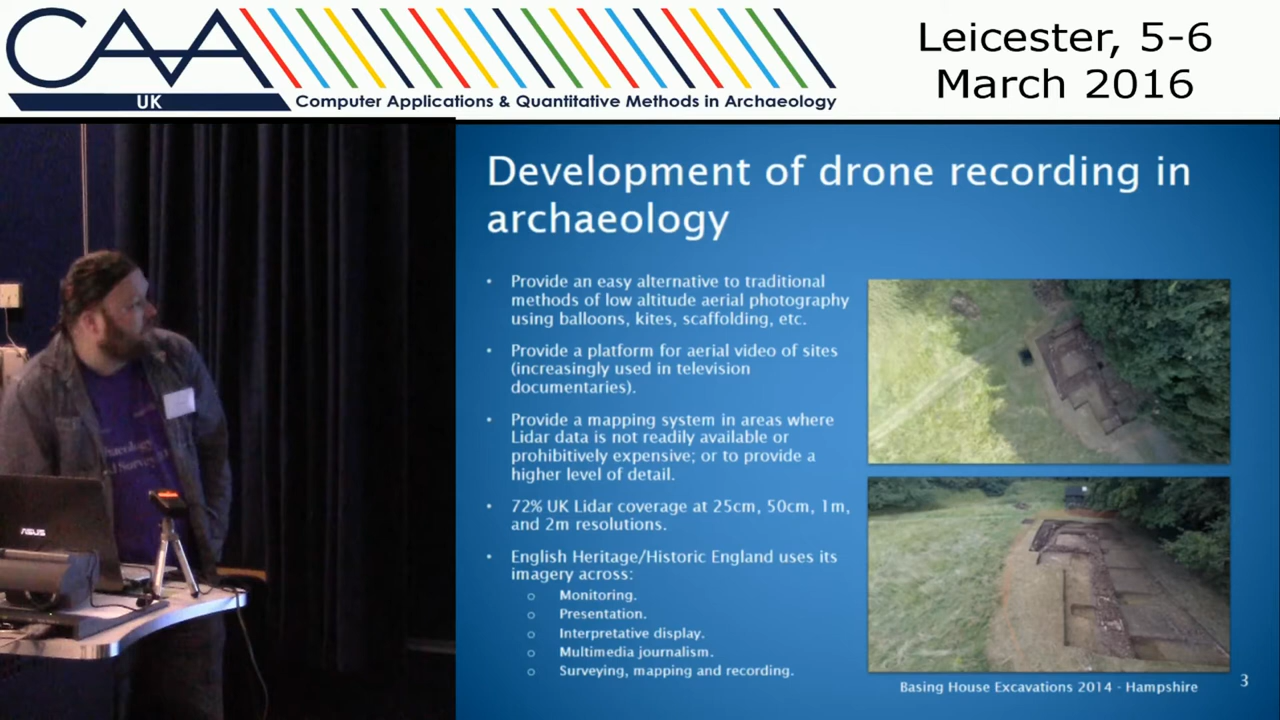 CAA
UK
Computer Applications & Quantitative Methods in Archaeology
Leicester, 5-6
March 2016
Development of drone recording in
archaeology
• Provide an easy alternative to traditional
methods of low altitude aerial photography
using balloons, kites, scaffolding, etc.
• Provide a platform for aerial video of sites
(increasingly used in television
documentaries).
• Provide a mapping system in areas where
Lidar data is not readily available or
prohibitively expensive; or to provide a
higher level of detail.
• 72% UK Lidar coverage at 25cm, 50cm, 1m,
and 2m resolutions.
• English Heritage/Historic England uses its
imagery across:
o Monitoring.
o Presentation.
o Interpretative display.
o Multimedia journalism.
o Surveying, mapping and recording.
Basing House Excavations 2014 - Hampshire
3
ASUS